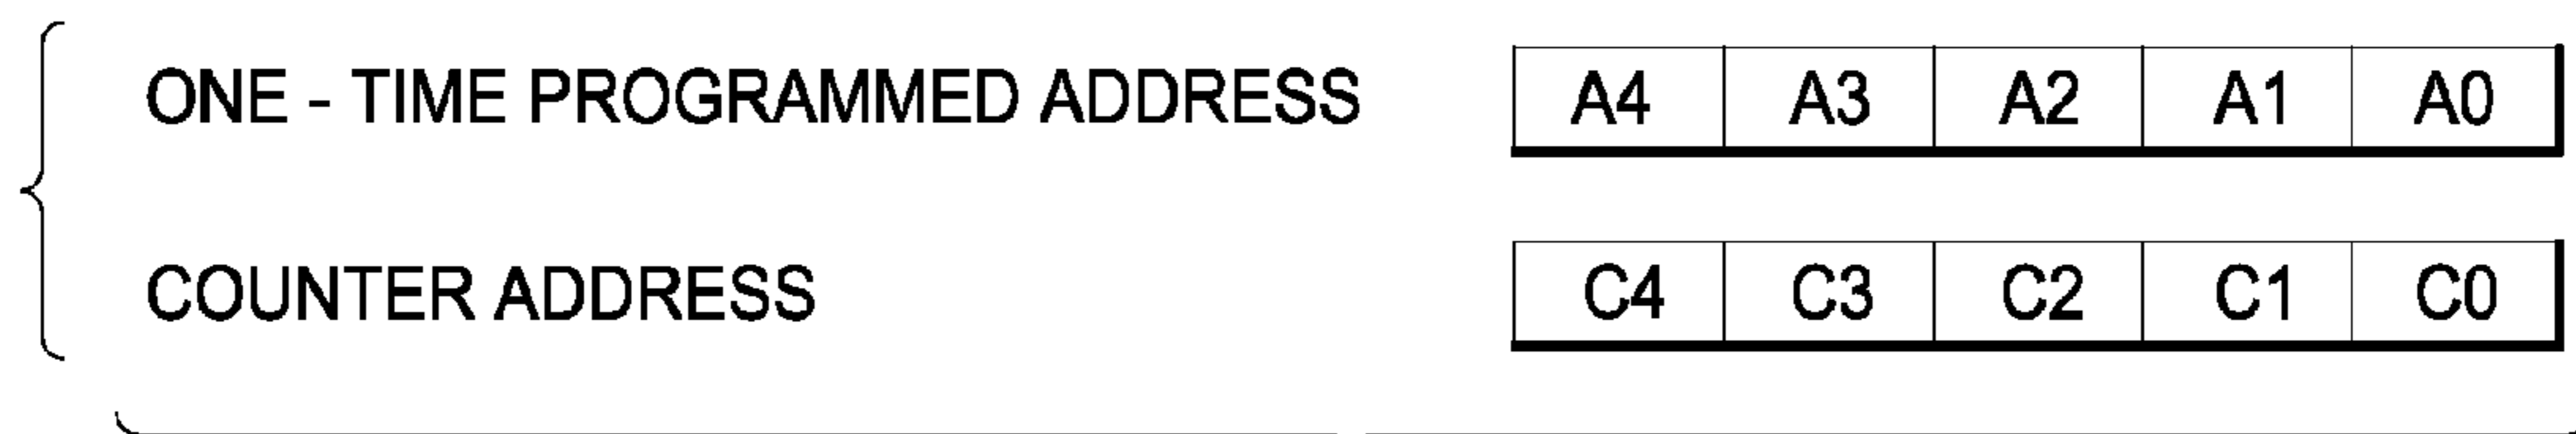 ONE - TIME PROGRAMMED ADDRESS A4 A3 A2 A1 A0
COUNTER ADDRESS C4 C3 C2 C1 C0